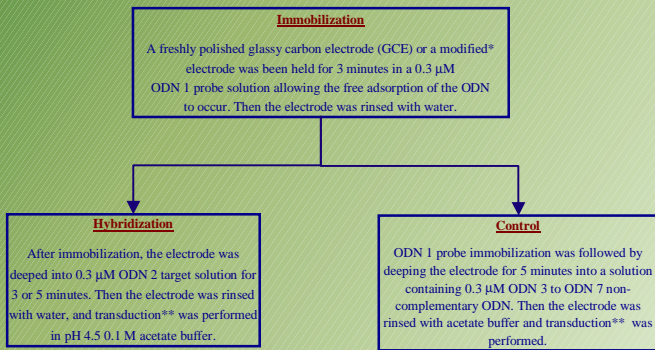 Immobilization
A freshly polished glassy carbon electrode (GCE) or a modified*
electrode was been held for 3 minutes in a 0.3 μM
ODN 1 probe solution allowing the free adsorption of the ODN
to occur. Then the electrode was rinsed with water.
Hybridization
After immobilization, the electrode was
deeped into 0.3 μM ODN 2 target solution for
3 or 5 minutes. Then the electrode was rinsed
with water, and transduction** was performed
in pH 4.5 0.1 M acetate buffer.
Control
ODN 1 probe immobilization was followed by
deeping the electrode for 5 minutes into a solution
containing 0.3 μM ODN 3 to ODN 7 non-
complementary ODN. Then the electrode was
rinsed with acetate buffer and transduction** was
performed.